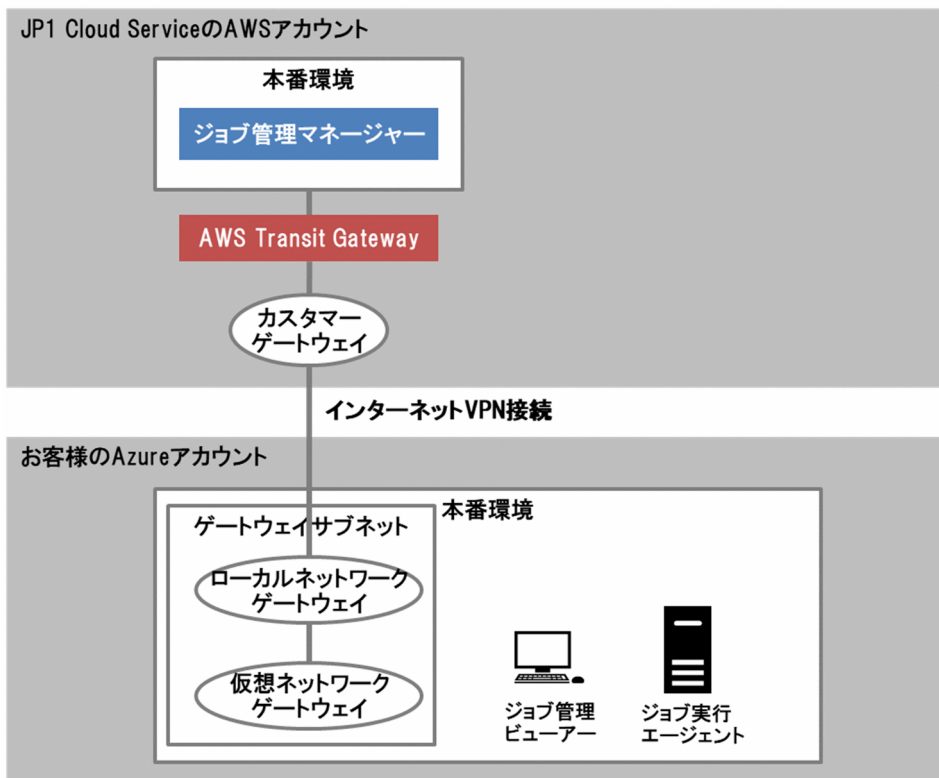 JP1 Cloud ServiceのAWSアカウント
本番環境
ジョブ管理マネージャー
AWS Transit Gateway
カスタマー
ゲートウェイ
インターネットVPN接続
お客様のAzureアカウント
本番環境
ゲートウェイサブネット
ローカルネットワーク
ゲートウェイ
仮想ネットワーク
ゲートウェイ
ジョブ管理
ビューアー
ジョブ実行
エージェント